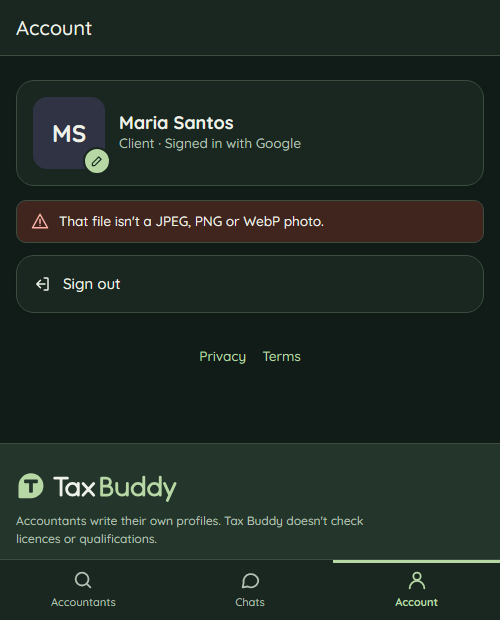 Account
MS
Maria Santos
Client · Signed in with Google
That file isn't a JPEG, PNG or WebP photo.
Sign out
Privacy Terms
Tax Buddy
Accountants write their own profiles. Tax Buddy doesn't check
licences or qualifications.
Accountants Chats Account